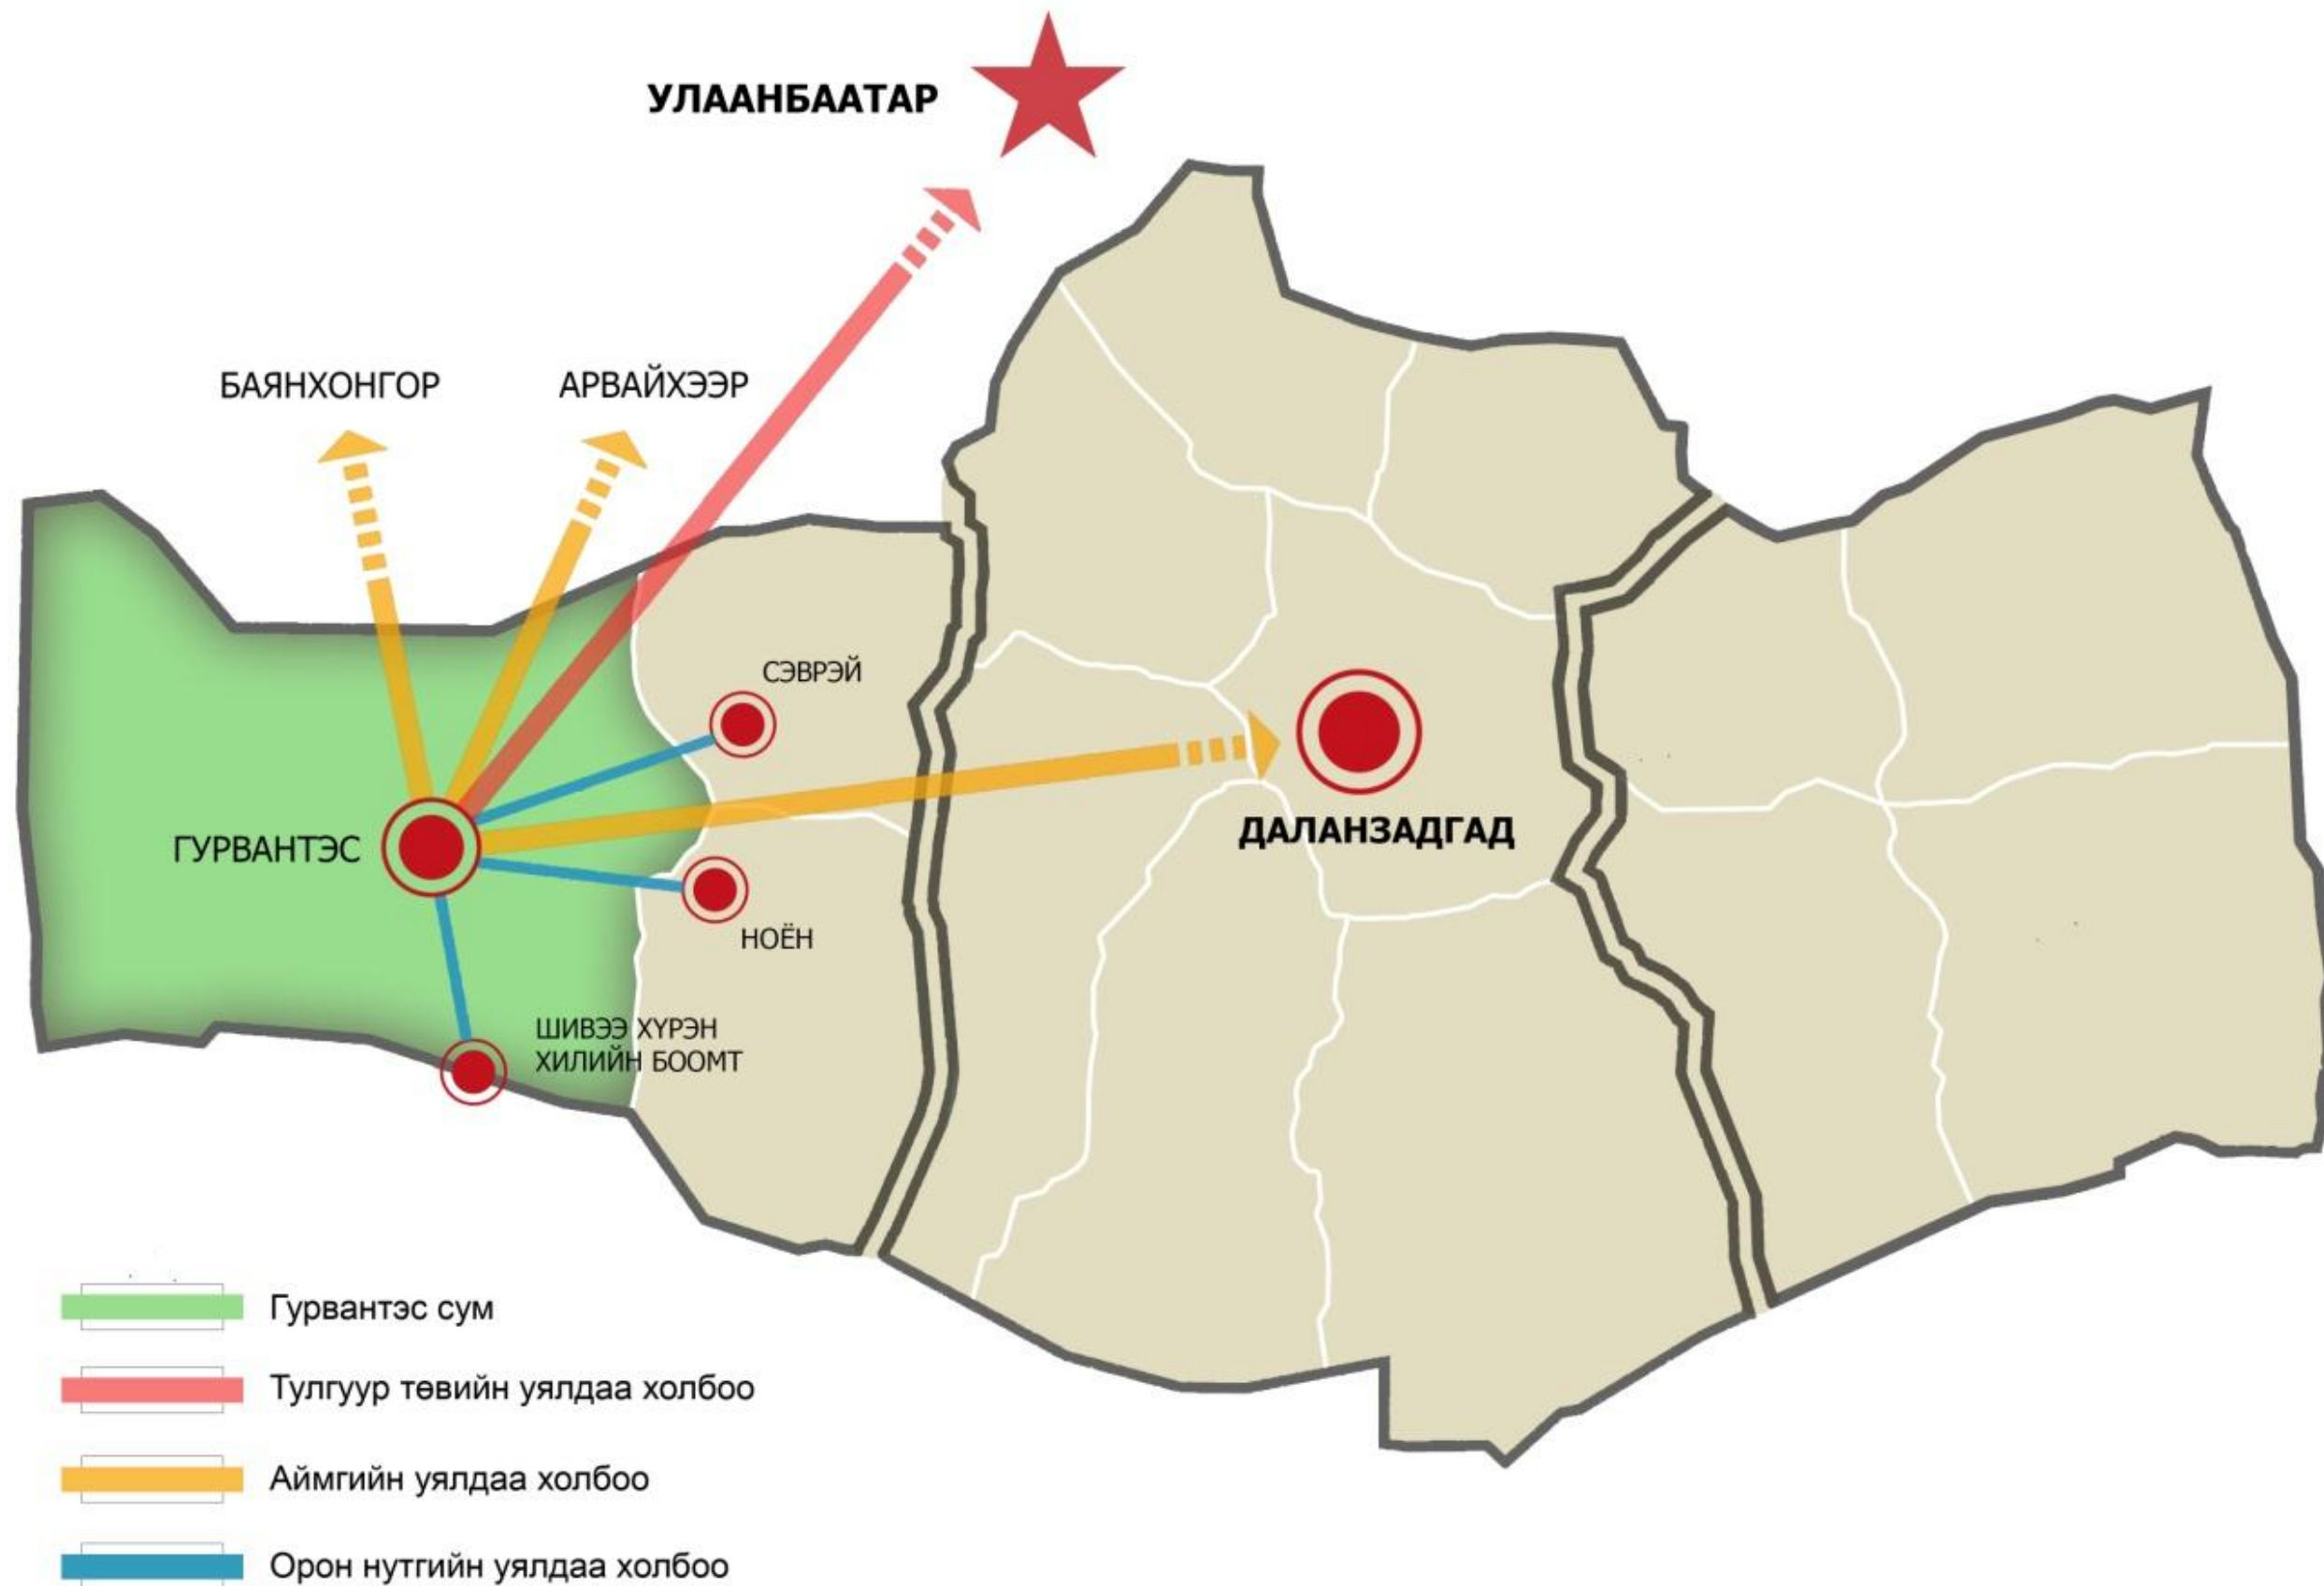 УЛААНБААТАР
БАЯНХОНГОР
АРВАЙХЭЭР
СЭВРЭЙ
ГУРВАНТЭС
ДАЛАНЗАДГАД
НОЁН
ШИВЭЭ ХҮРЭН
ХИЛИЙН БООМТ
Гурвантэс сум
Тулгуур төвийн уялдаа холбоо
Аймгийн уялдаа холбоо
Орон нутгийн уялдаа холбоо